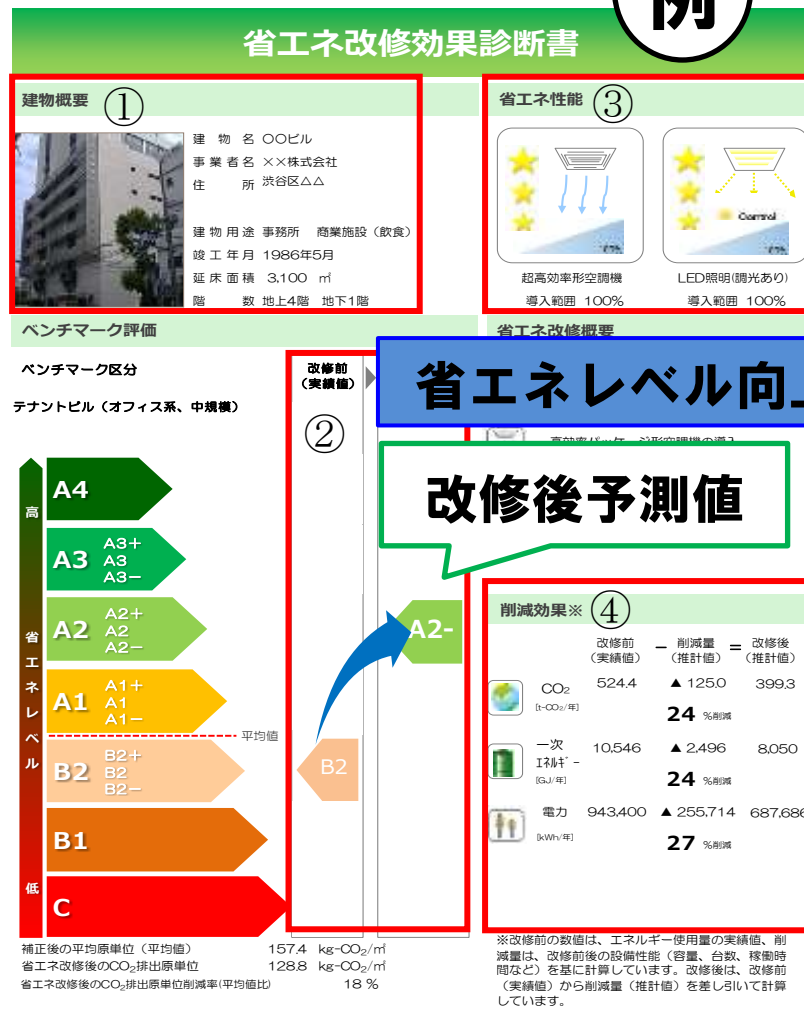 例
省エネ改修効果診断書
建物概要 ①
建物名 〇〇ビル
事業者名 ××株式会社
住所 渋谷区△△
建物用途 事務所 商業施設（飲食）
竣工年月 1986年5月
延床面積 3,100 ㎡
階数 地上4階 地下1階
省エネ性能 ③
Control
超高効率形空調機
導入範囲 100%
LED照明(調光あり)
導入範囲 100%
ベンチマーク評価
ベンチマーク区分
テナントビル（オフィス系、中規模）
改修前
（実績値）
②
省エネ改修概要
省エネレベル向上
高効率パッケージ形空調機の導入
改修後予測値
高
省エネレベル
低
A4
A3
A3+
A3
A3−
A2
A2+
A2
A2−
A1
A1+
A1
A1−
平均値
B2
B2+
B2
B2−
B1
C
B2
A2-
補正後の平均原単位（平均値） 157.4 kg-CO₂/㎡
省エネ改修後のCO₂排出原単位 128.8 kg-CO₂/㎡
省エネ改修後のCO₂排出原単位削減率(平均値比) 18 %
削減効果※ ④
改修前 − 削減量 = 改修後
（実績値） （推計値） （推計値）
CO₂ 524.4 ▲ 125.0 399.3
[t-CO₂/年]
24 %削減
一次 10,546 ▲ 2,496 8,050
ｴﾈﾙｷﾞｰ
[GJ/年]
24 %削減
電力 943,400 ▲ 255,714 687,686
[kWh/年]
27 %削減
※改修前の数値は、エネルギー使用量の実績値、削
減量は、改修前後の設備性能（容量、台数、稼働時
間など）を基に計算しています。改修後は、改修前
（実績値）から削減量（推計値）を差し引いて計算
しています。